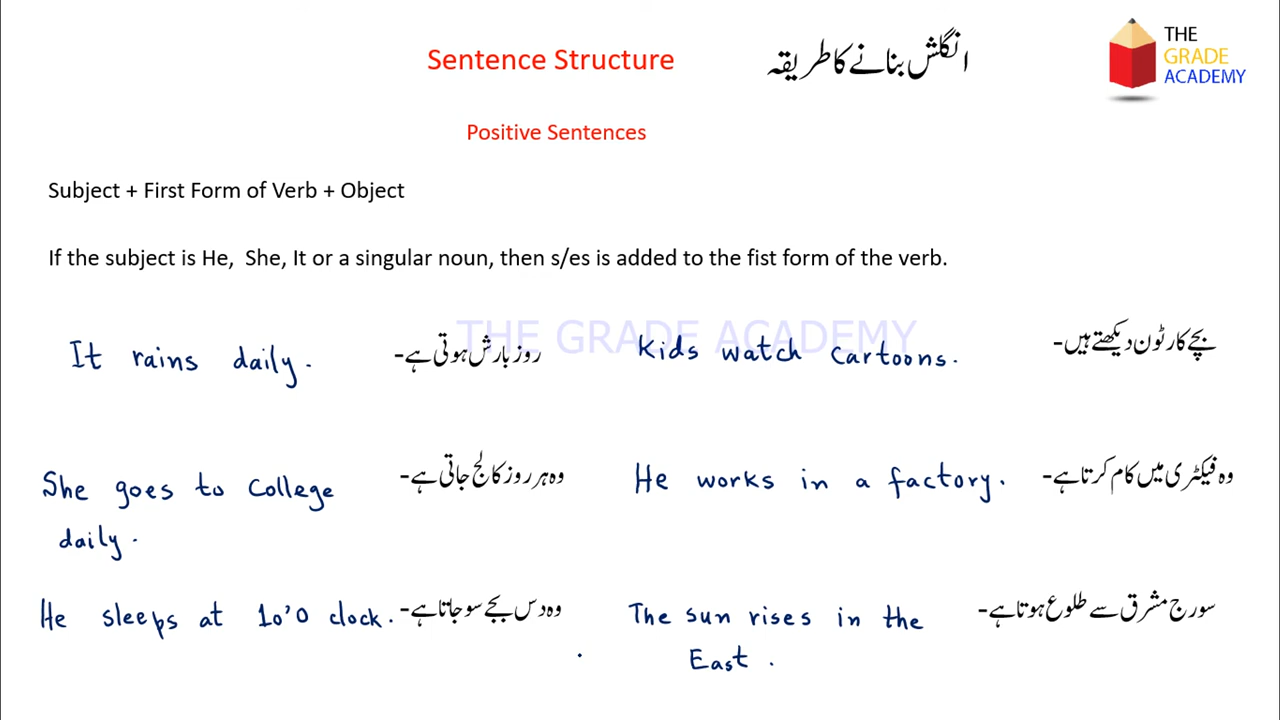 Sentence Structure
انگلش بنانے کا طریقہ
THE
GRADE
ACADEMY
Positive Sentences
Subject + First Form of Verb + Object
If the subject is He, She, It or a singular noun, then s/es is added to the fist form of the verb.
THE GRADE ACADEMY
It rains daily.
روز بارش ہوتی ہے-
Kids watch cartoons.
بچے کارٹون دیکھتے ہیں-
She goes to college
daily.
وہ ہر روز کالج جاتی ہے-
He works in a factory.
وہ فیکٹری میں کام کرتا ہے-
He sleeps at 10'0 clock.
وہ دس بجے سو جاتا ہے-
The sun rises in the
East.
سورج مشرق سے طلوع ہوتا ہے-